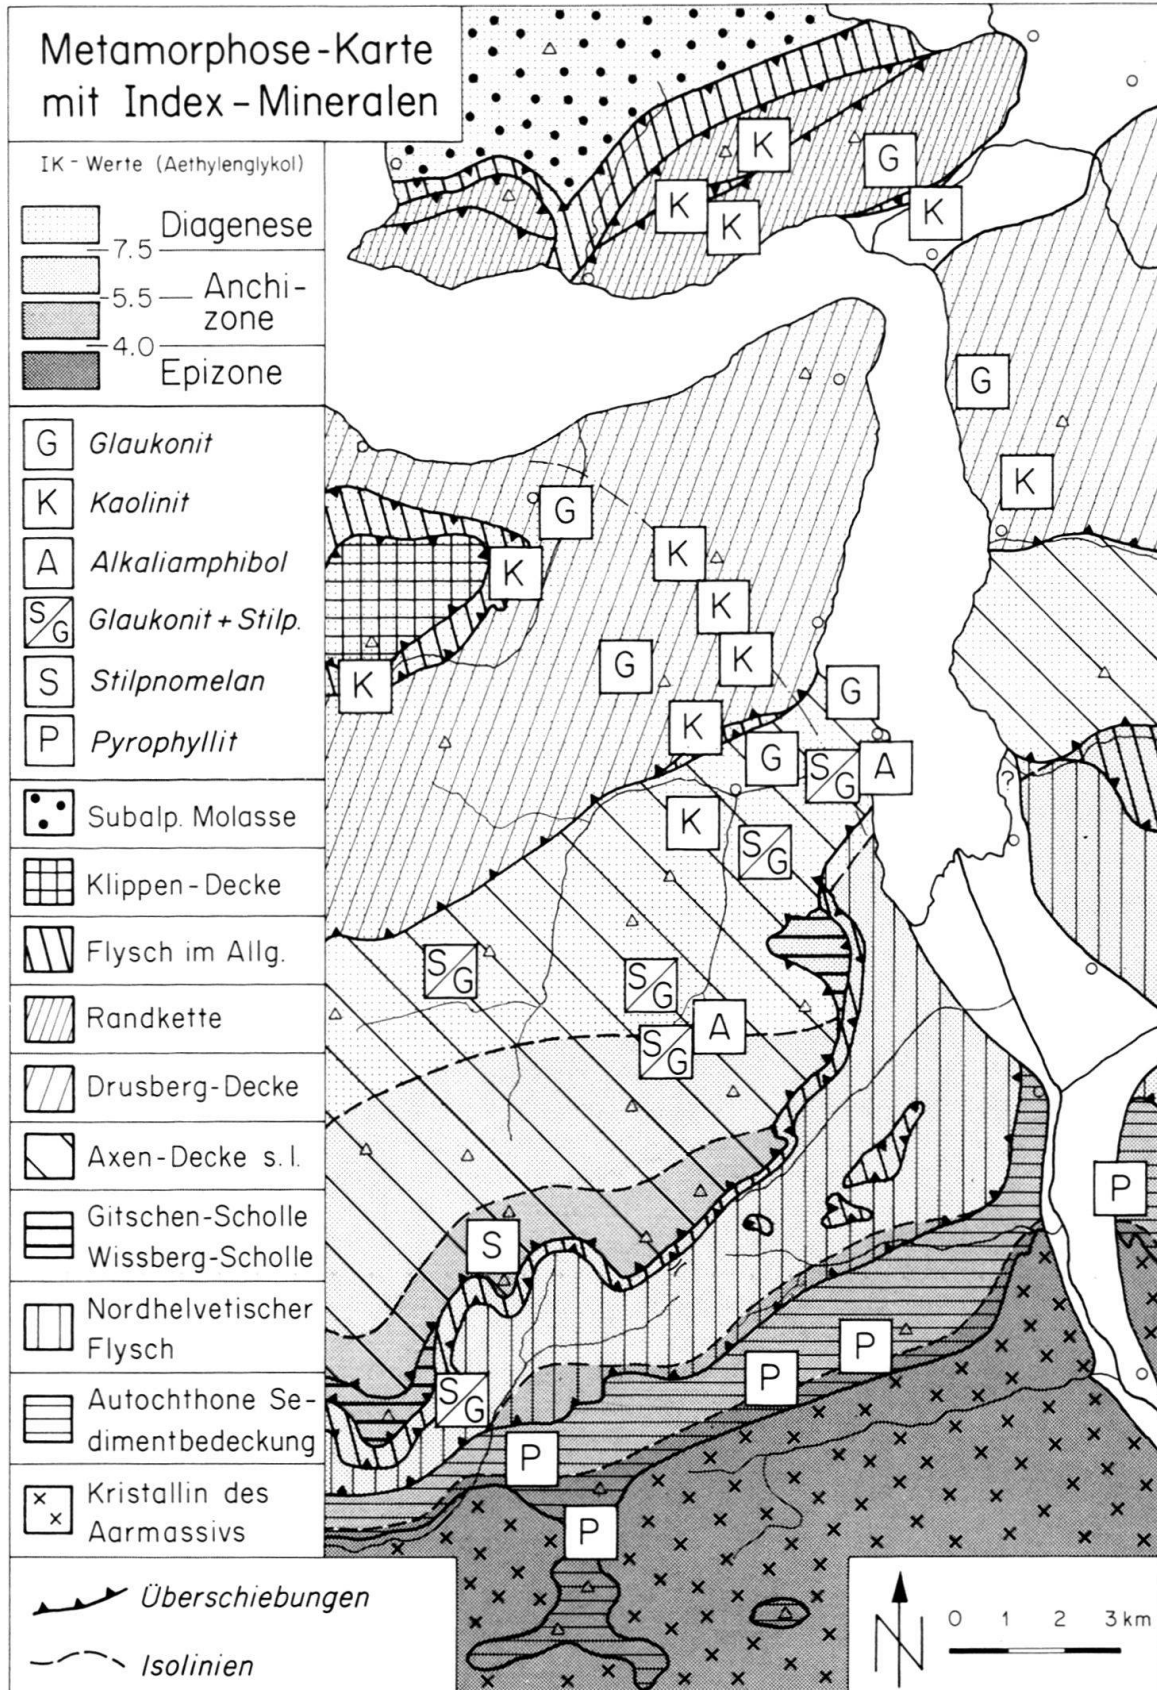 Metamorphose-Karte
mit Index-Mineralen
IK-Werte (Aethylenglykol)
Diagenese
7.5
5.5
Anchi-
zone
4.0
Epizone
G Glaukonit
K Kaolinit
A Alkaliamphibol
S/G Glaukonit + Stilp.
S Stilpnomelan
P Pyrophyllit
Subalp. Molasse
Klippen-Decke
Flysch im Allg.
Randkette
Drusberg-Decke
Axen-Decke s. l.
Gitschen-Scholle
Wissberg-Scholle
Nordhelvetischer
Flysch
Autochthone Se-
dimentbedeckung
Kristallin des
Aarmassivs
Überschiebungen
Isolinien
K
G
K
K
K
G
K
G
K
K
K
K
G
K
G
K
G
S/G
A
?
K
S/G
S/G
S/G
A
S/G
P
S
P
P
S/G
P
P
N
0 1 2 3 km